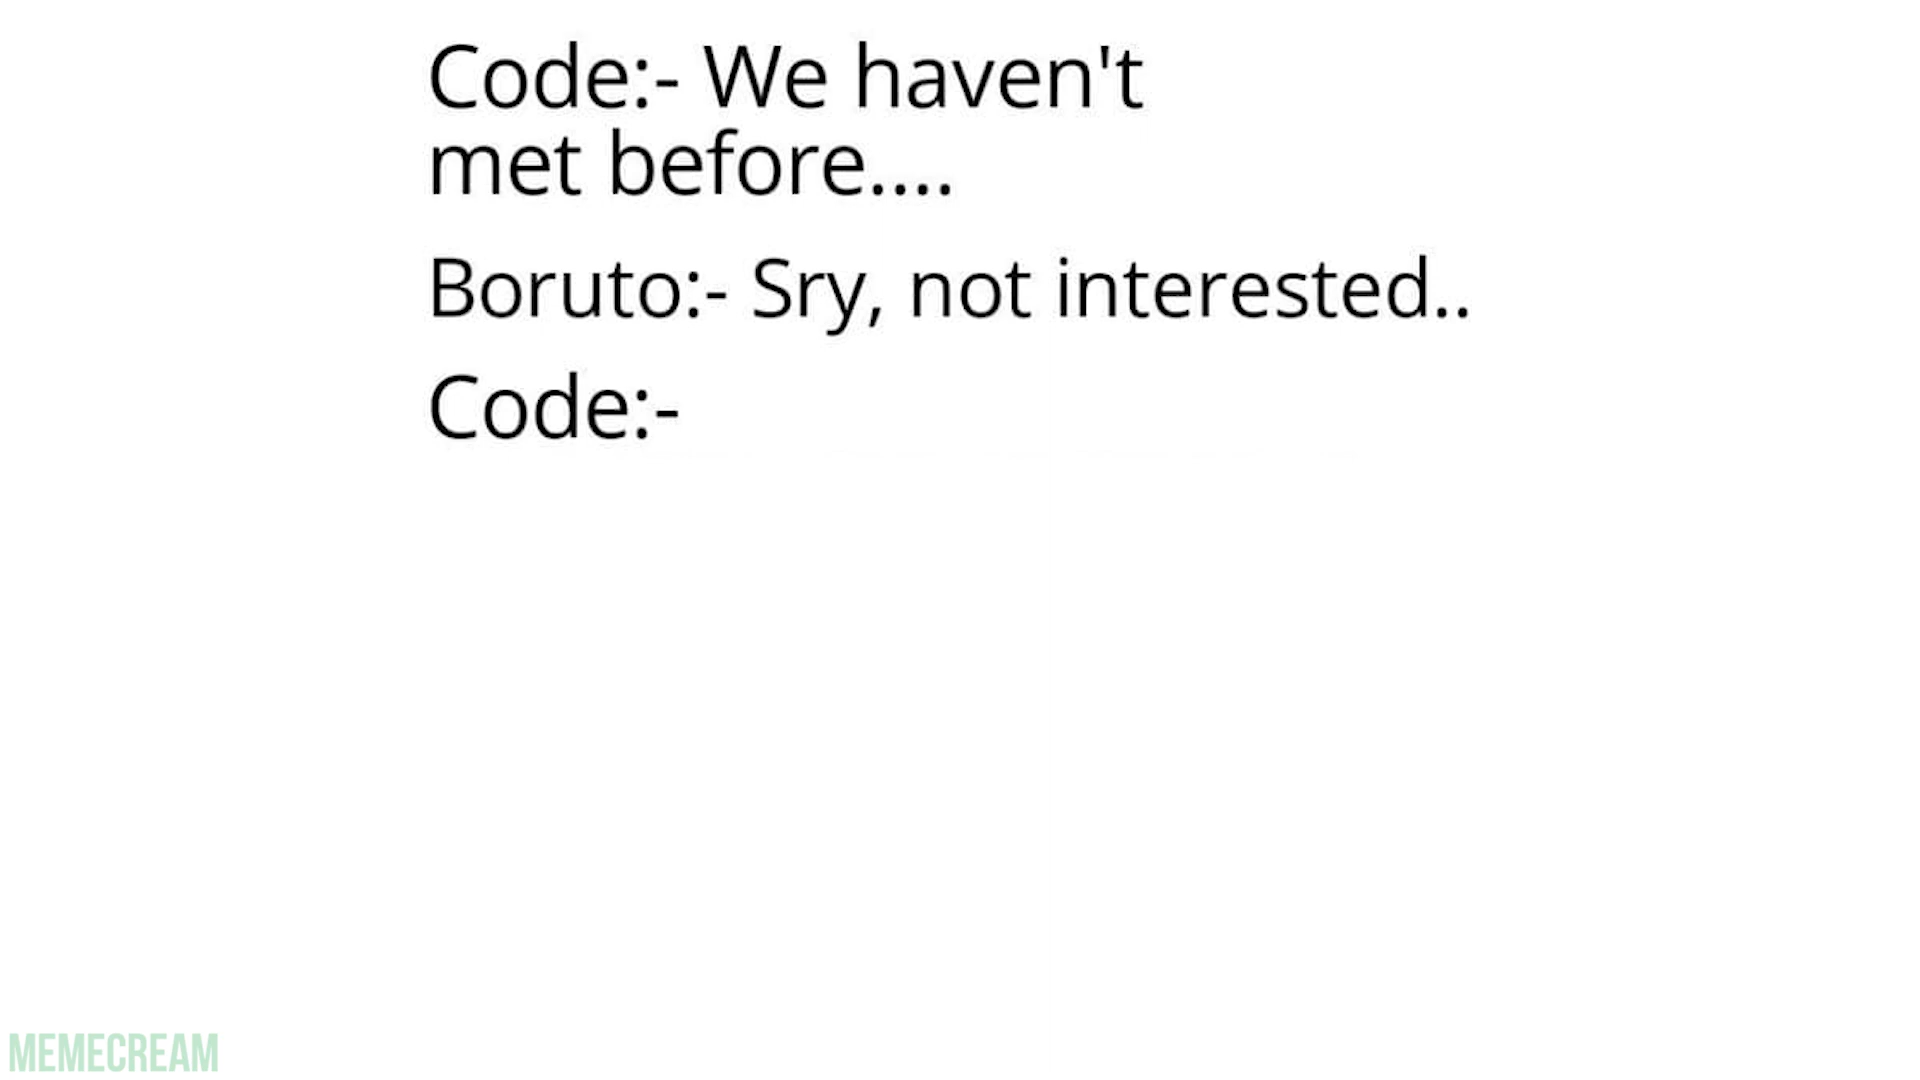 Code:- We haven't
met before....
Boruto:- Sry, not interested..
Code:-
MEMECREAM